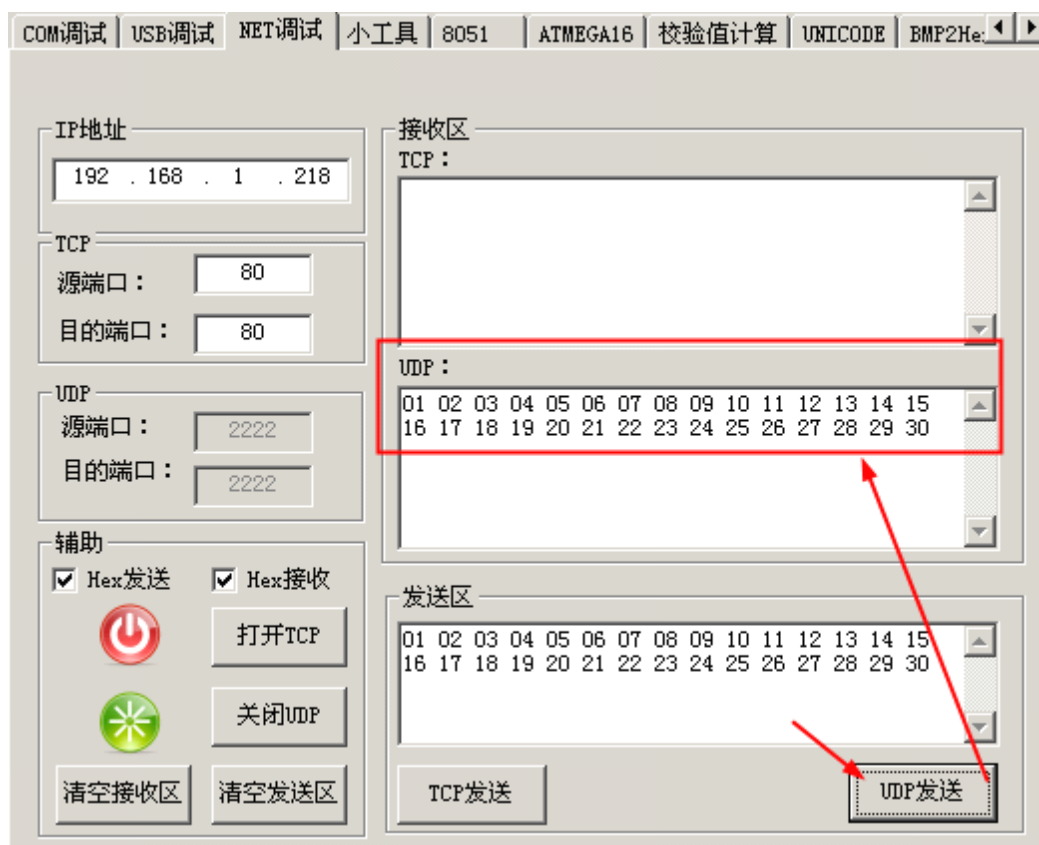 COM调试 USB调试 NET调试 小工具 8051 ATMEGA16 校验值计算 UNICODE BMP2He
IP地址
192 . 168 . 1 . 218
TCP
源端口： 80
目的端口： 80
UDP
源端口： 2222
目的端口： 2222
辅助
Hex发送 Hex接收
打开TCP
关闭UDP
清空接收区 清空发送区
接收区
TCP：
UDP：
01 02 03 04 05 06 07 08 09 10 11 12 13 14 15
16 17 18 19 20 21 22 23 24 25 26 27 28 29 30
发送区
01 02 03 04 05 06 07 08 09 10 11 12 13 14 15
16 17 18 19 20 21 22 23 24 25 26 27 28 29 30
TCP发送 UDP发送